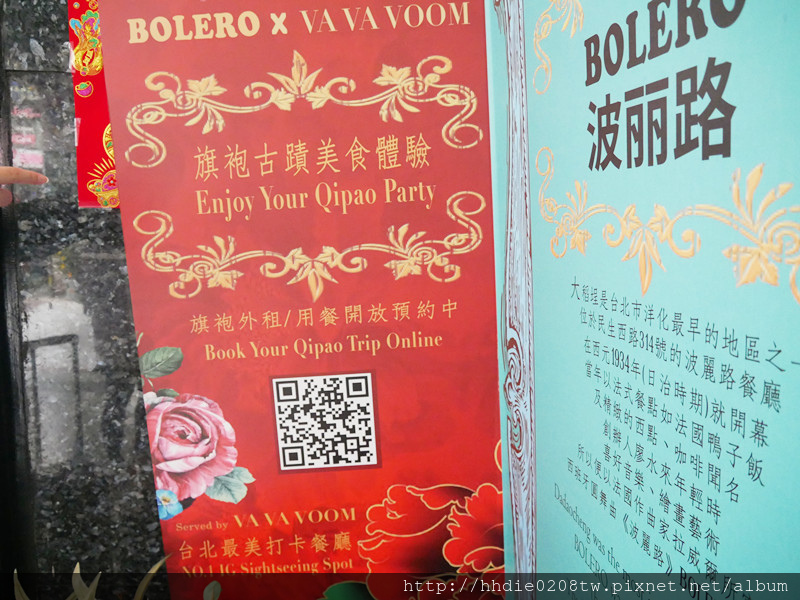 BOLERO X VA VA VOOM
旗袍古蹟美食體驗
Enjoy Your Qipao Party
旗袍外租/用餐開放預約中
Book Your Qipao Trip Online
Served by VA VA VOOM
台北最美打卡餐廳
NO.1 IG Sightseeing Spot
BOLERO
波丽路
大稻埕是台北市洋化最早的地區之一
位於民生西路314號的波麗路餐廳
在西元1934年(日治時期)就開幕
當年以法式餐點如法國鴨子飯
及精緻的西點、咖啡聞名
創辦人廖水來年輕時
喜好音樂、繪畫藝術
所以便以法國作曲家拉威爾
西班牙圓舞曲《波麗路》
Dadaocheng was the
BOLERO
http://hhdie0208tw.pixnet.net/album